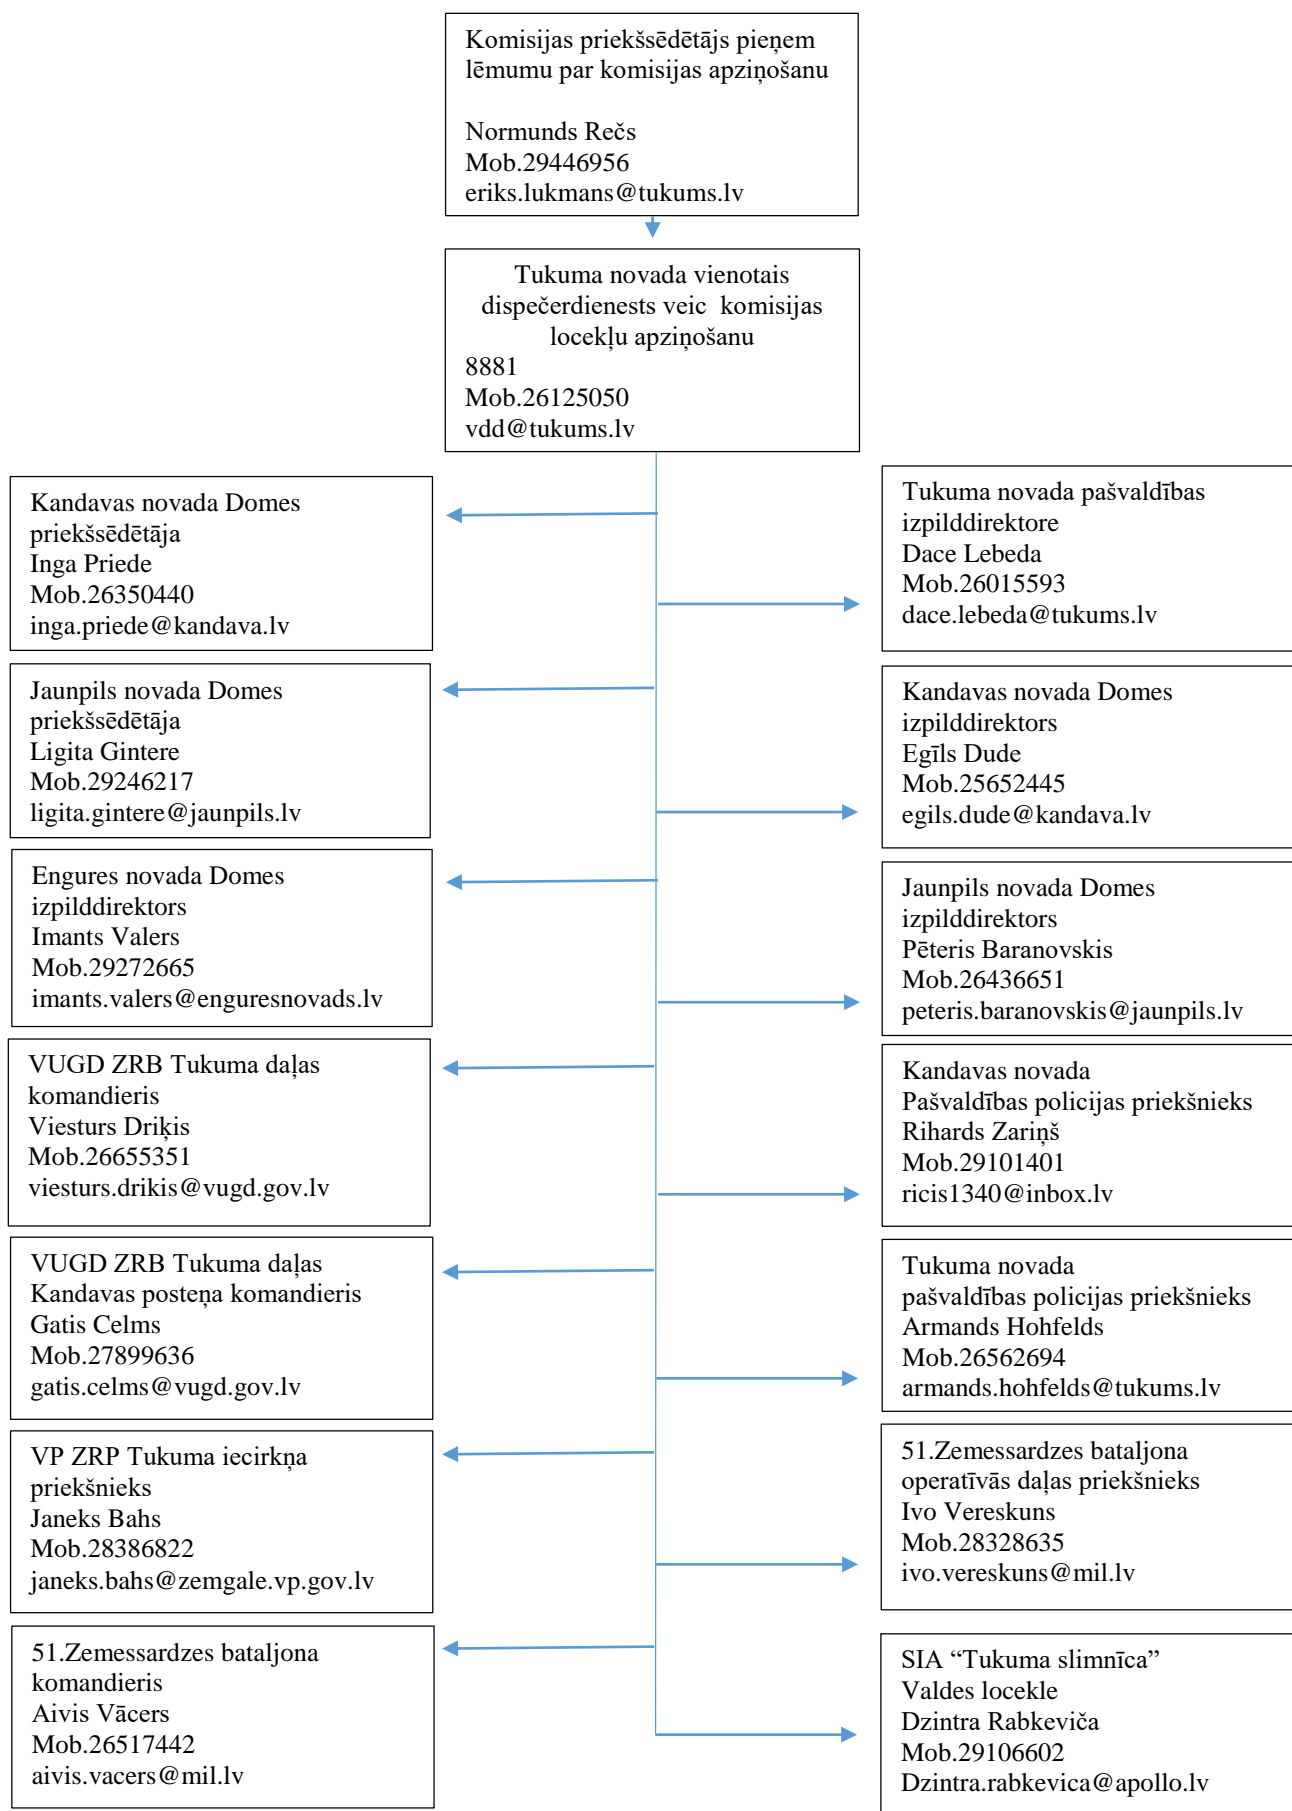 Komisijas priekšsēdētājs pieņem
lēmumu par komisijas apziņošanu
Normunds Rečs
Mob.29446956
eriks.lukmans@tukums.lv
Tukuma novada vienotais
dispečerdienests veic komisijas
locekļu apziņošanu
8881
Mob.26125050
vdd@tukums.lv
Kandavas novada Domes
priekšsēdētāja
Inga Priede
Mob.26350440
inga.priede@kandava.lv
Tukuma novada pašvaldības
izpilddirektore
Dace Lebeda
Mob.26015593
dace.lebeda@tukums.lv
Jaunpils novada Domes
priekšsēdētāja
Ligita Gintere
Mob.29246217
ligita.gintere@jaunpils.lv
Kandavas novada Domes
izpilddirektors
Egīls Dude
Mob.25652445
egils.dude@kandava.lv
Engures novada Domes
izpilddirektors
Imants Valers
Mob.29272665
imants.valers@enguresnovads.lv
Jaunpils novada Domes
izpilddirektors
Pēteris Baranovskis
Mob.26436651
peteris.baranovskis@jaunpils.lv
VUGD ZRB Tukuma daļas
komandieris
Viesturs Driķis
Mob.26655351
viesturs.drikis@vugd.gov.lv
Kandavas novada
Pašvaldības policijas priekšnieks
Rihards Zariņš
Mob.29101401
ricis1340@inbox.lv
VUGD ZRB Tukuma daļas
Kandavas posteņa komandieris
Gatis Celms
Mob.27899636
gatis.celms@vugd.gov.lv
Tukuma novada
pašvaldības policijas priekšnieks
Armands Hohfelds
Mob.26562694
armands.hohfelds@tukums.lv
VP ZRP Tukuma iecirkņa
priekšnieks
Janeks Bahs
Mob.28386822
janeks.bahs@zemgale.vp.gov.lv
51.Zemessardzes bataljona
operatīvās daļas priekšnieks
Ivo Vereskuns
Mob.28328635
ivo.vereskuns@mil.lv
51.Zemessardzes bataljona
komandieris
Aivis Vācers
Mob.26517442
aivis.vacers@mil.lv
SIA “Tukuma slimnīca”
Valdes locekle
Dzintra Rabkeviča
Mob.29106602
Dzintra.rabkevica@apollo.lv